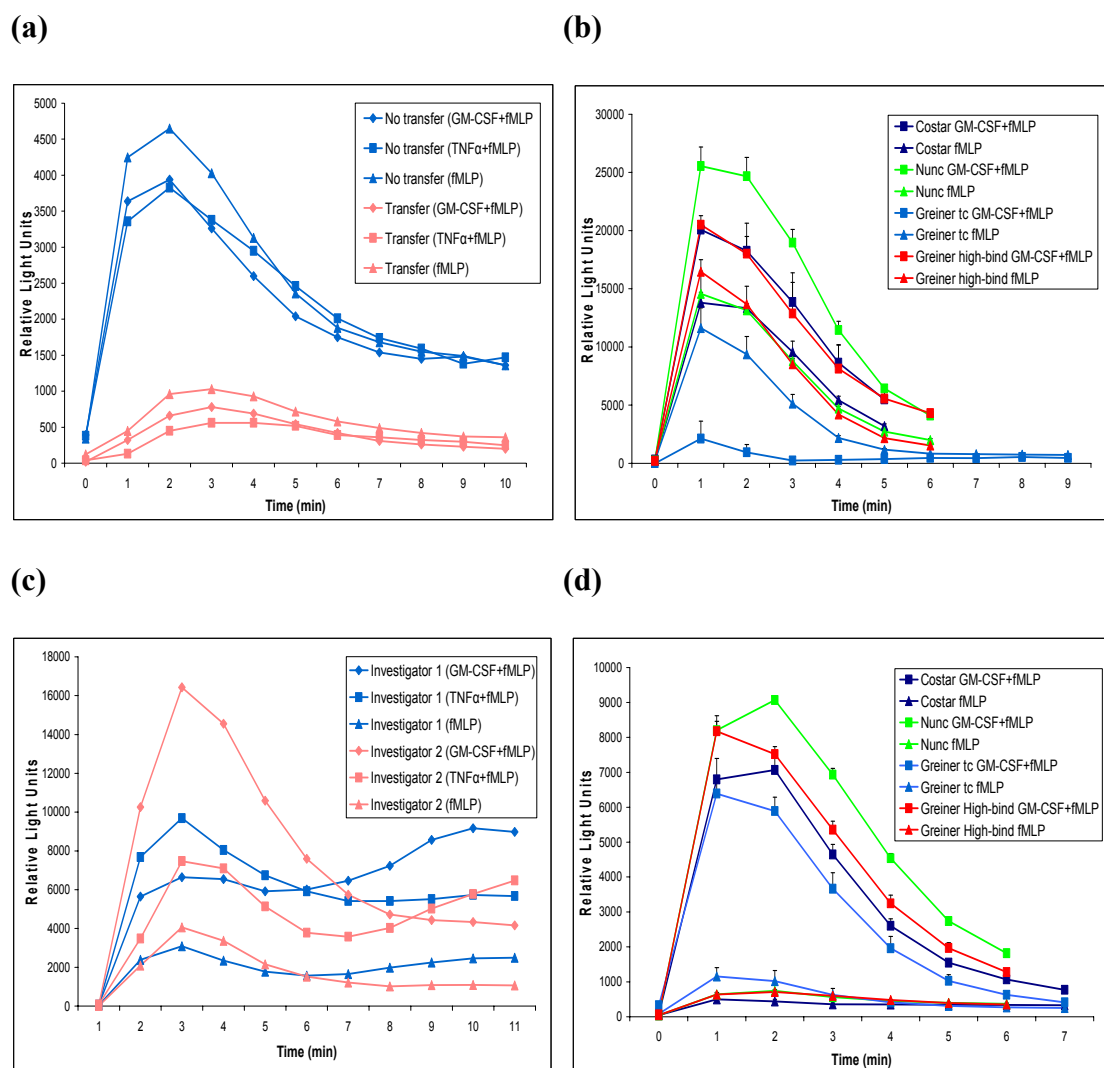 (a)
5000
4500
4000
3500
3000
2500
2000
1500
1000
500
0
0 1 2 3 4 5 6 7 8 9 10
Relative Light Units
Time (min)
No transfer (GM-CSF+fMLP
No transfer (TNFα+fMLP)
No transfer (fMLP)
Transfer (GM-CSF+fMLP)
Transfer (TNFα+fMLP)
Transfer (fMLP)
(b)
30000
25000
20000
15000
10000
5000
0
0 1 2 3 4 5 6 7 8 9
Relative Light Units
Time (min)
Costar GM-CSF+fMLP
Costar fMLP
Nunc GM-CSF+fMLP
Nunc fMLP
Greiner tc GM-CSF+fMLP
Greiner tc fMLP
Greiner high-bind GM-CSF+fMLP
Greiner high-bind fMLP
(c)
18000
16000
14000
12000
10000
8000
6000
4000
2000
0
1 2 3 4 5 6 7 8 9 10 11
Relative Light Units
Time (min)
Investigator 1 (GM-CSF+fMLP)
Investigator 1 (TNFα+fMLP)
Investigator 1 (fMLP)
Investigator 2 (GM-CSF+fMLP)
Investigator 2 (TNFα+fMLP)
Investigator 2 (fMLP)
(d)
10000
9000
8000
7000
6000
5000
4000
3000
2000
1000
0
0 1 2 3 4 5 6 7
Relative Light Units
Time (min)
Costar GM-CSF+fMLP
Costar fMLP
Nunc GM-CSF+fMLP
Nunc fMLP
Greiner tc GM-CSF+fMLP
Greiner tc fMLP
Greiner High-bind GM-CSF+fMLP
Greiner High-bind fMLP